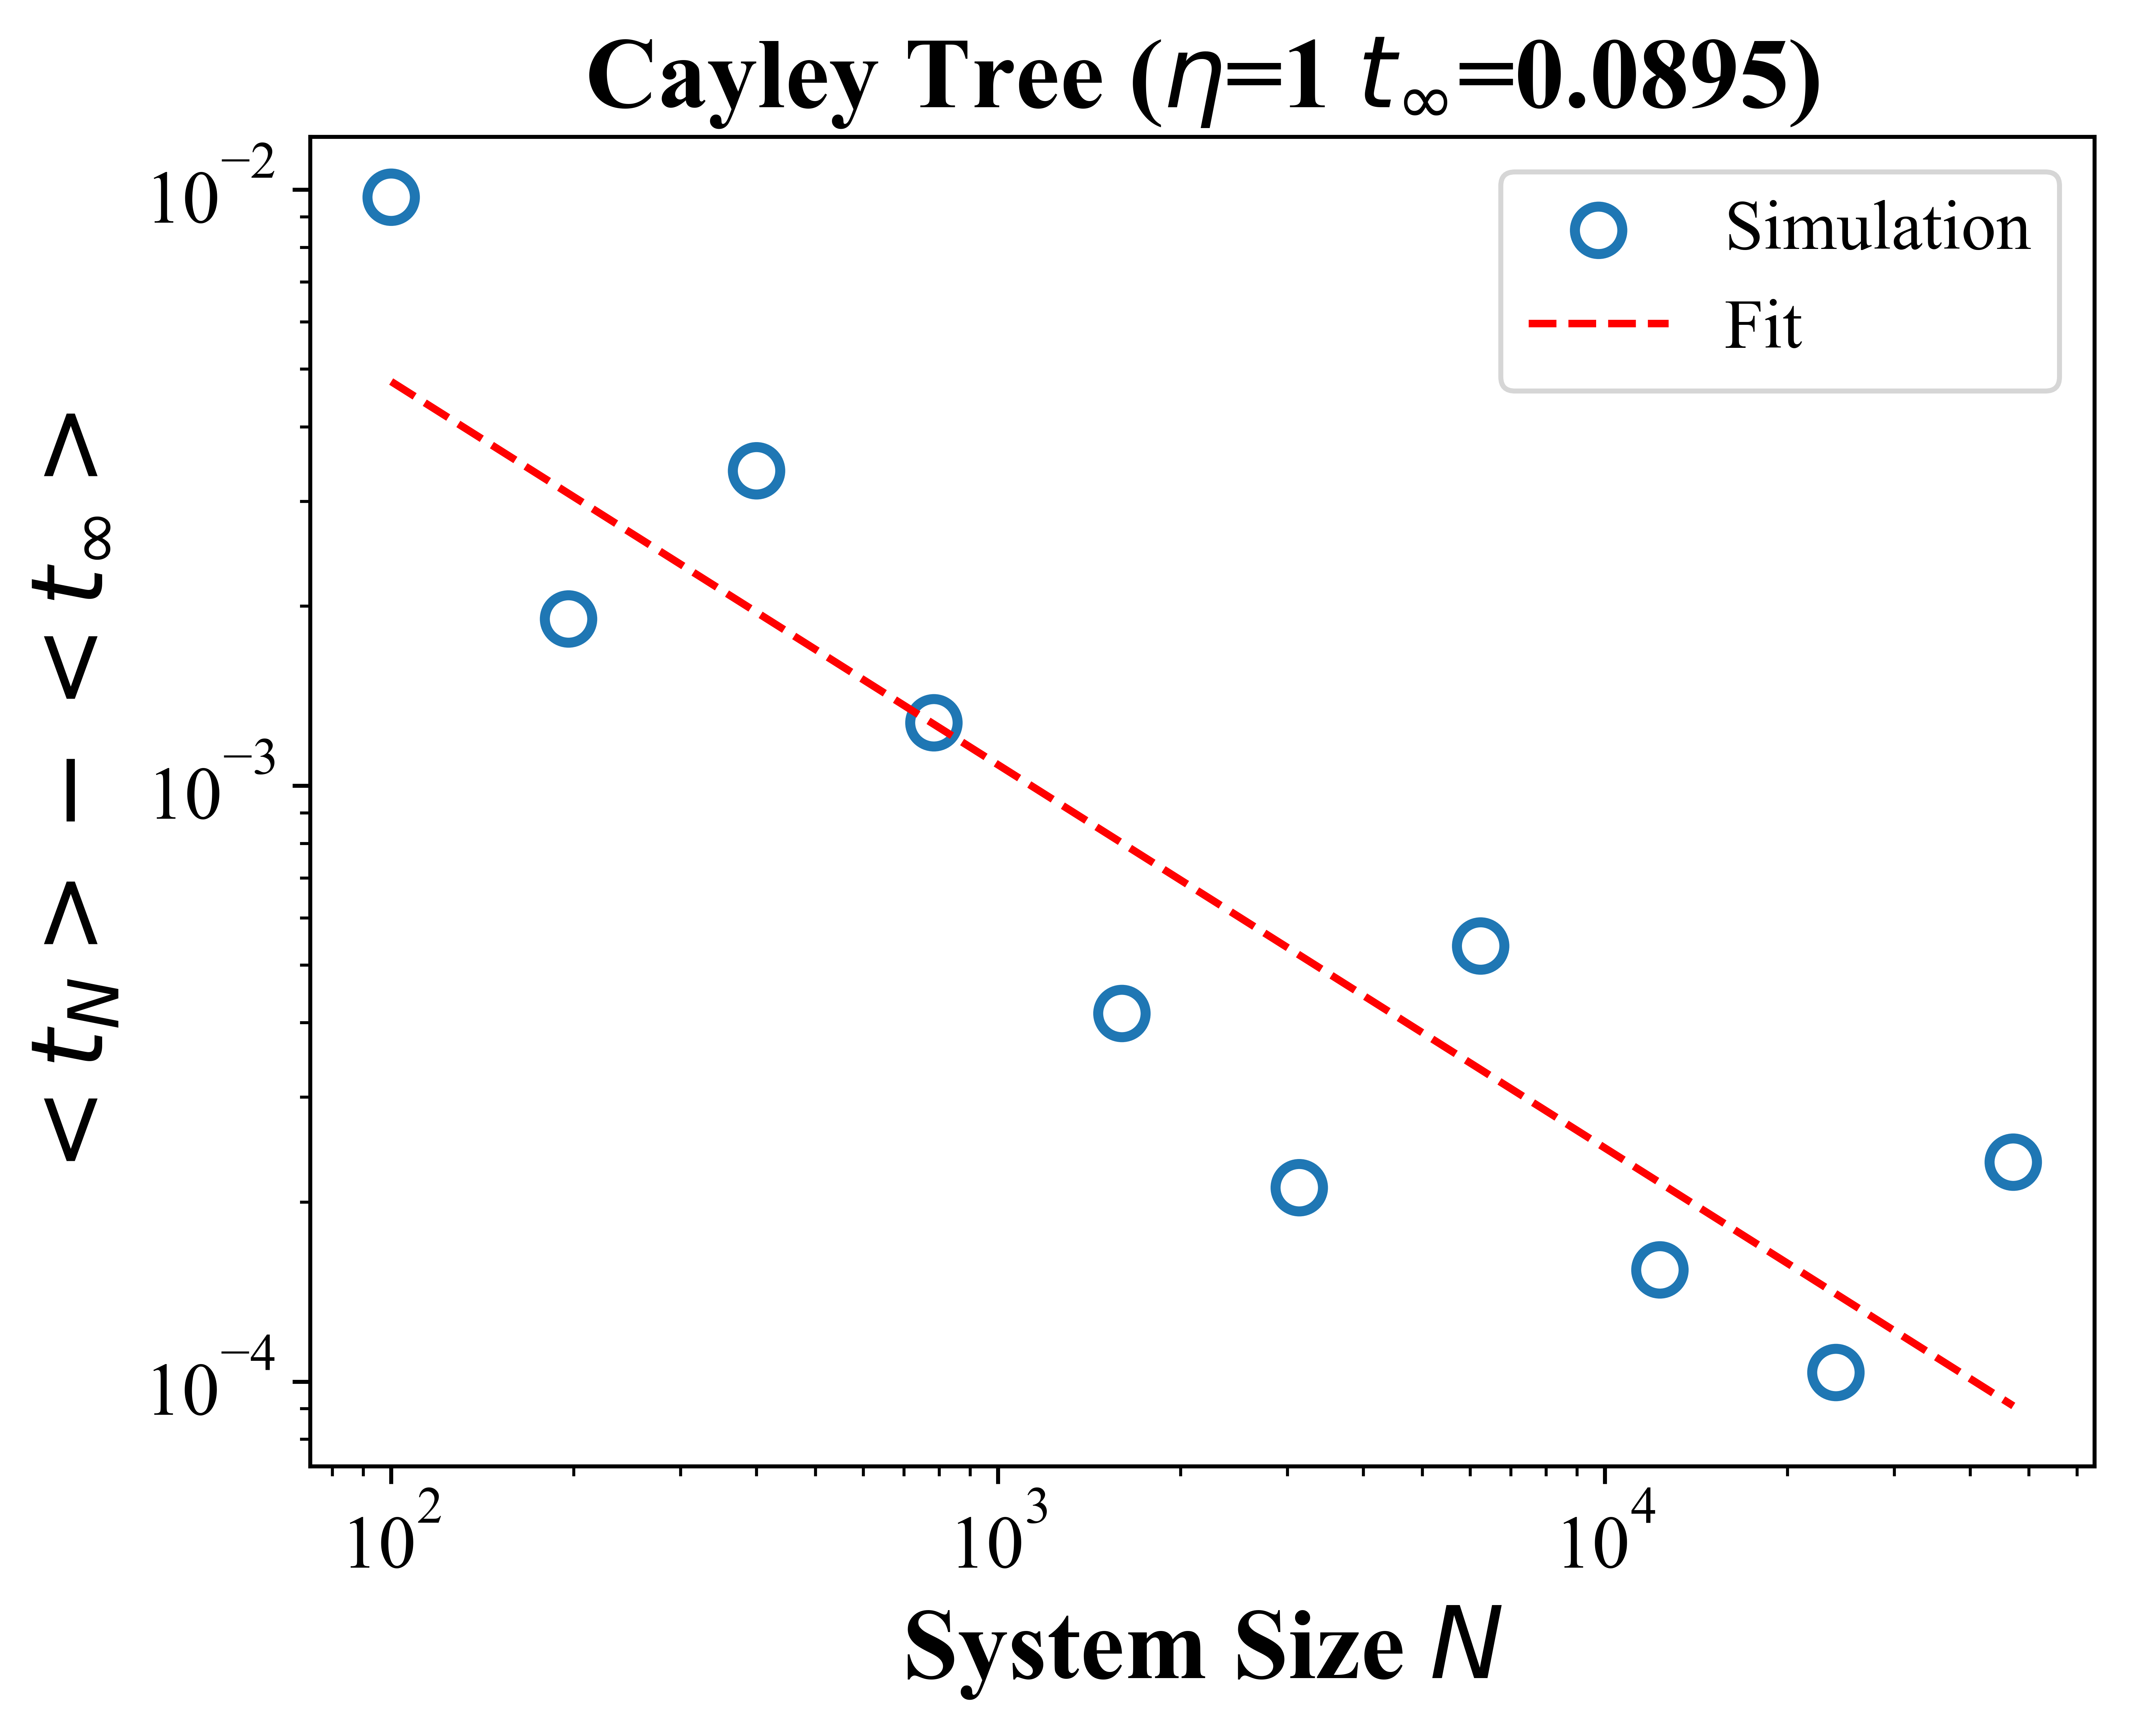 Cayley Tree (η=1 t∞=0.0895)
10⁻²
10⁻³
10⁻⁴
<t_N> − <t∞>
Simulation
Fit
10² 10³ 10⁴
System Size N